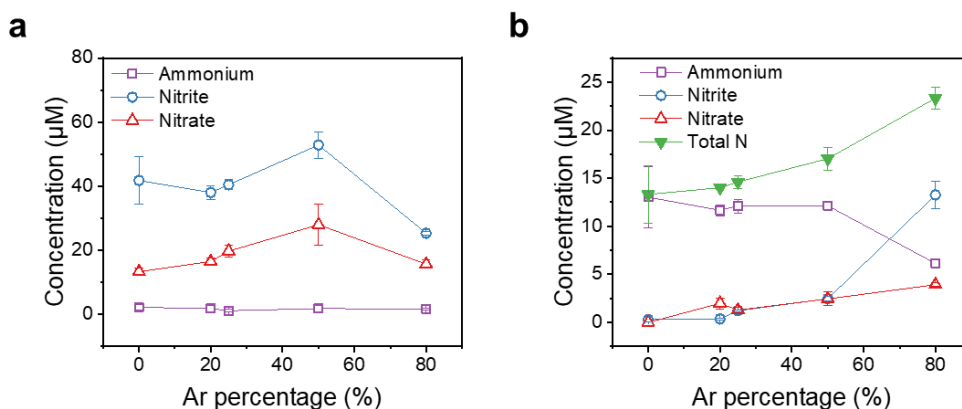 a
80
60
40
20
0
Concentration (µM)
Ammonium
Nitrite
Nitrate
0
20
40
60
80
Ar percentage (%)
b
25
20
15
10
5
0
Concentration (µM)
Ammonium
Nitrite
Nitrate
Total N
0
20
40
60
80
Ar percentage (%)